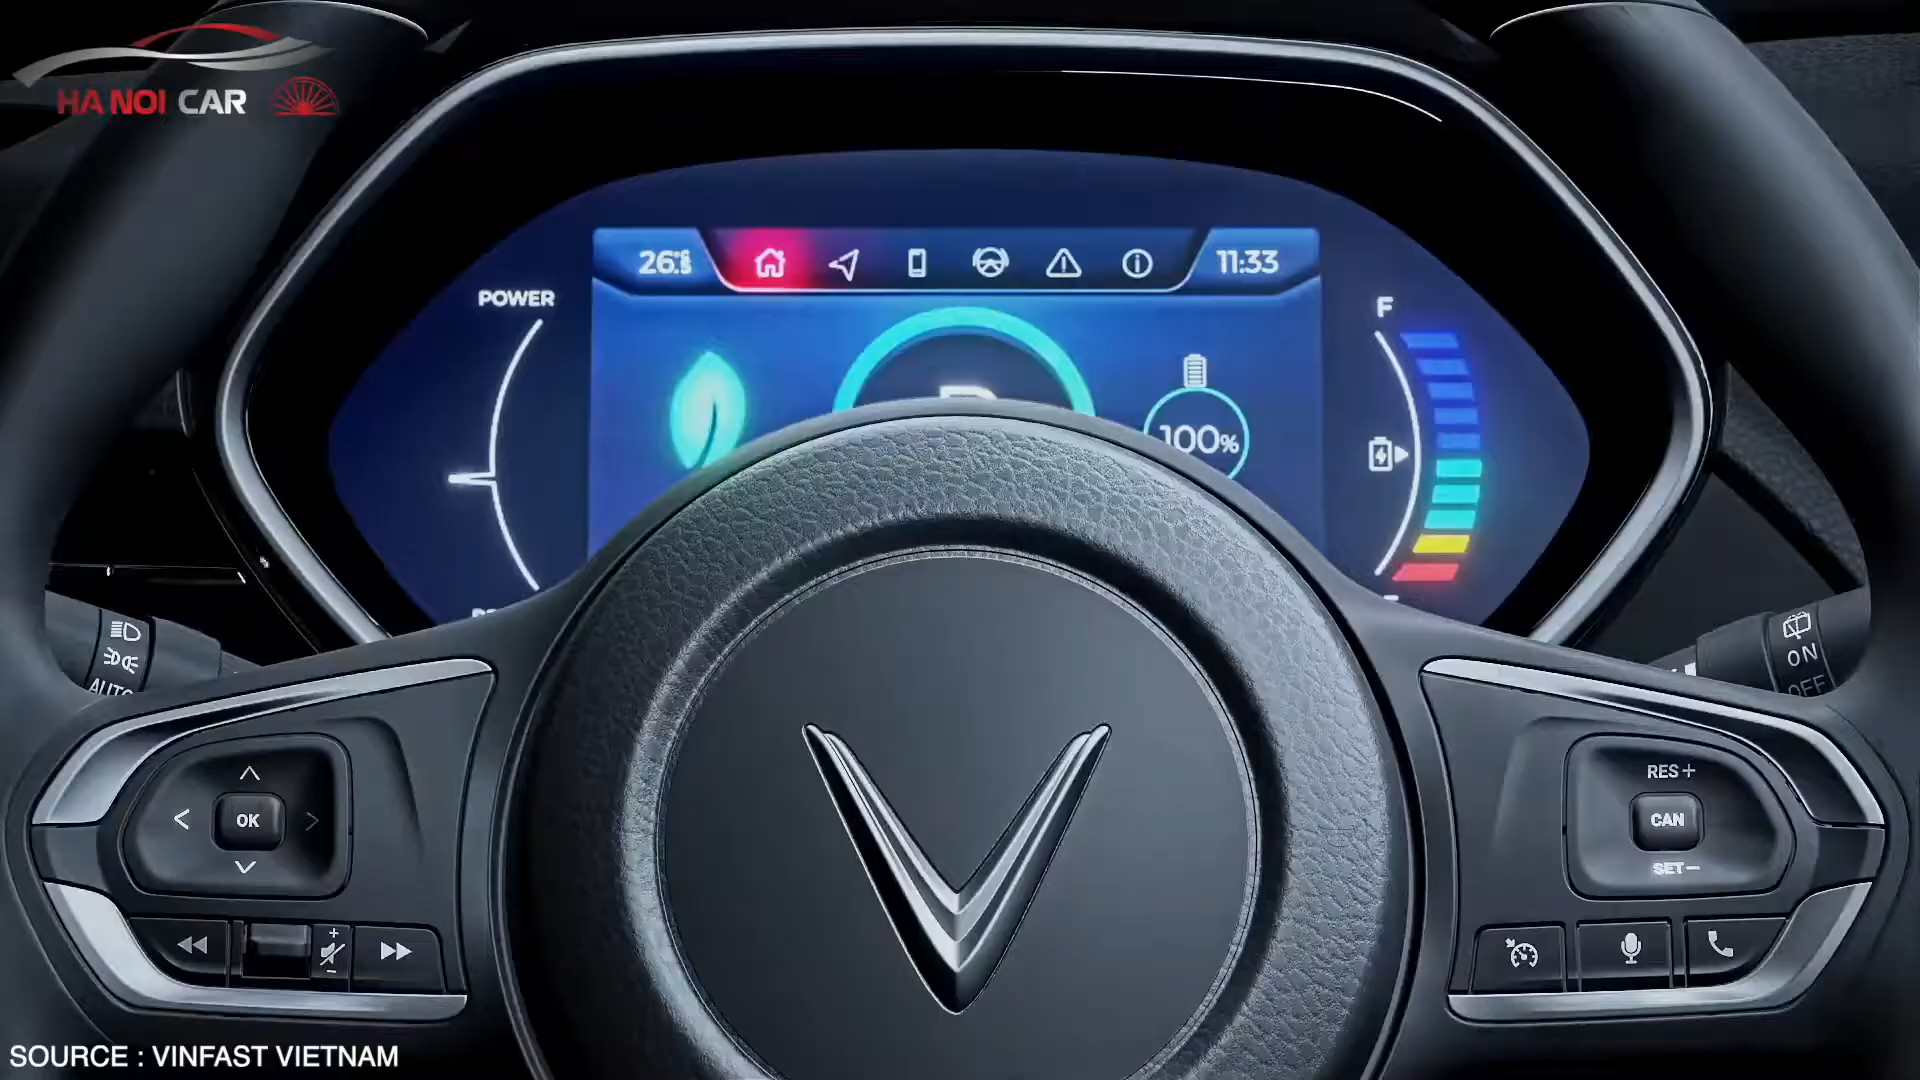 HA NOI CAR
26.5
11:33
POWER
F
100%
AUTO
ON
OFF
OK
RES+
CAN
SET-
SOURCE : VINFAST VIETNAM